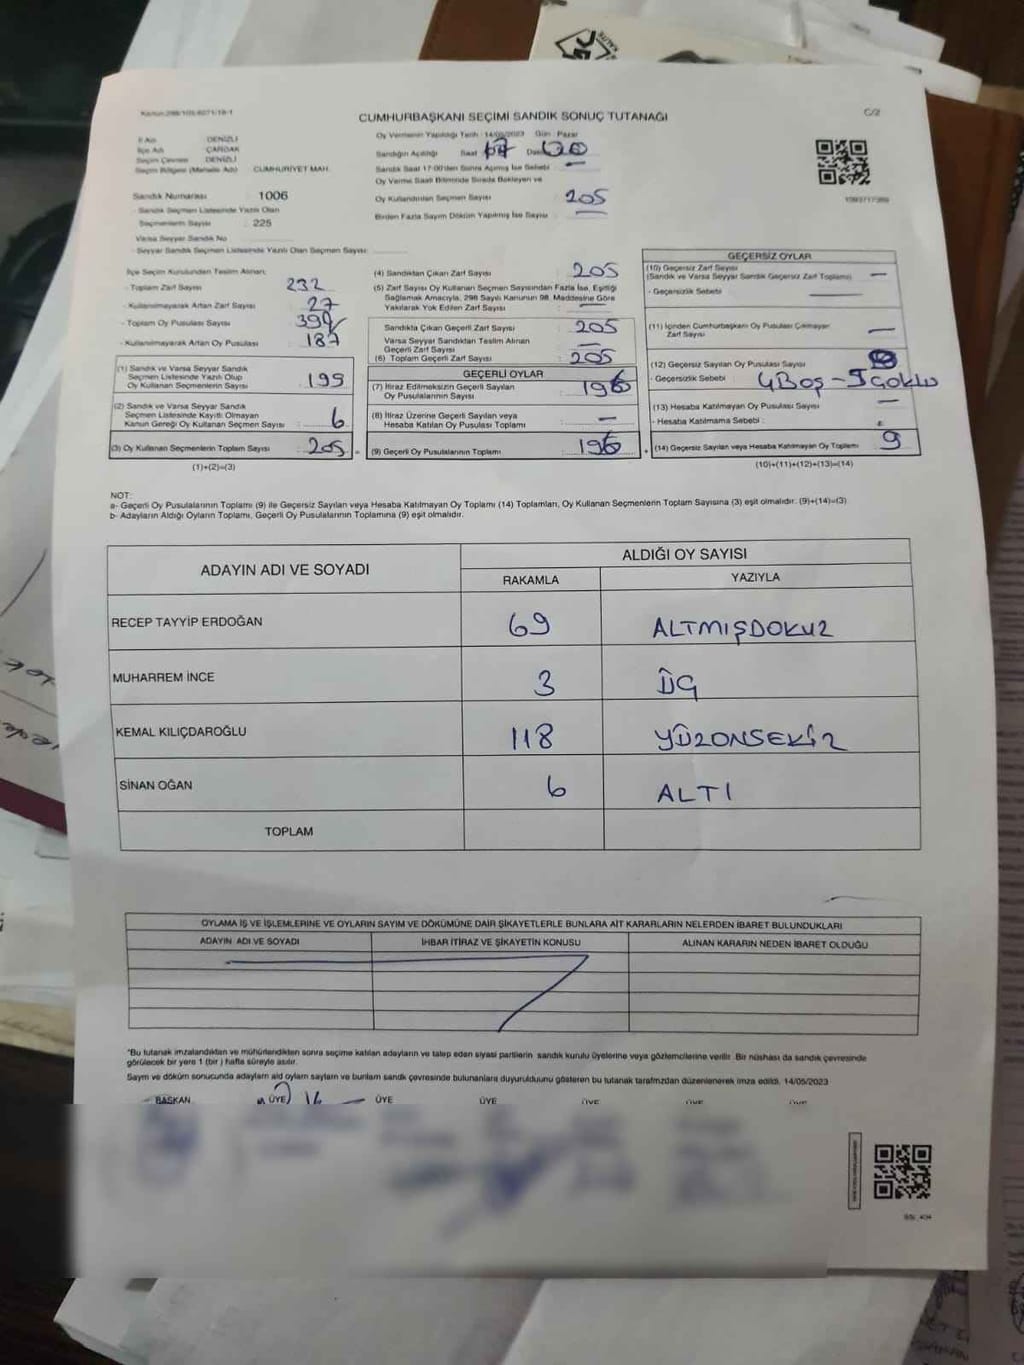 CUMHURBAŞKANI SEÇİMİ SANDIK SONUÇ TUTANAĞI
C/2
İl Adı DENİZLİ
İlçe Adı ÇARDAK
Seçim Çevresi DENİZLİ
Seçim Bölgesi (Mahalle Adı) CUMHURİYET MAH.
Sandık Numarası 1006
Sandık Seçmen Listesinde Yazılı Olan
Seçmenlerin Sayısı : 225
Varsa Seyyar Sandık No
Seyyar Sandık Seçmen Listesinde Yazılı Olan Seçmen Sayısı
Oy Vermenin Yapıldığı Tarih : 14/05/2023 Gün : Pazar
Sandığın Açıldığı Saat Dakika 00
Sandık Saat 17:00'den Sonra Açılmış İse Sebebi
Oy Verme Saati Bitiminde Sırada Bekleyen ve
Oy Kullandırılan Seçmen Sayısı 205
Birden Fazla Sayım Döküm Yapılmış İse Sayısı —
İlçe Seçim Kurulundan Teslim Alınan;
- Toplam Zarf Sayısı 232
- Kullanılmayarak Artan Zarf Sayısı : 27
- Toplam Oy Pusulası Sayısı
- Kullanılmayarak Artan Oy Pusulası : 187
(1) Sandık ve Varsa Seyyar Sandık
Seçmen Listesinde Yazılı Olup
Oy Kullanan Seçmenlerin Sayısı : 199
(2) Sandık ve Varsa Seyyar Sandık
Seçmen Listesinde Kayıtlı Olmayan
Kanun Gereği Oy Kullanan Seçmen Sayısı : 6
(3) Oy Kullanan Seçmenlerin Toplam Sayısı : 205
(1)+(2)=(3)
(4) Sandıktan Çıkan Zarf Sayısı : 205
(5) Zarf Sayısı Oy Kullanan Seçmen Sayısından Fazla İse, Eşitliği
Sağlamak Amacıyla, 298 Sayılı Kanunun 98. Maddesine Göre
Yakılarak Yok Edilen Zarf Sayısı : —
Sandıkta Çıkan Geçerli Zarf Sayısı : 205
Varsa Seyyar Sandıktan Teslim Alınan
Geçerli Zarf Sayısı : —
(6) Toplam Geçerli Zarf Sayısı : 205
GEÇERLİ OYLAR
(7) İtiraz Edilmeksizin Geçerli Sayılan
Oy Pusulalarının Sayısı : 196
(8) İtiraz Üzerine Geçerli Sayılan veya
Hesaba Katılan Oy Pusulası Toplamı : —
(9) Geçerli Oy Pusulalarının Toplamı : 196
GEÇERSİZ OYLAR
(10) Geçersiz Zarf Sayısı
(Sandık ve Varsa Seyyar Sandık Geçersiz Zarf Toplamı) : —
- Geçersizlik Sebebi : —
(11) İçinden Cumhurbaşkanı Oy Pusulası Çıkmayan
Zarf Sayısı : —
(12) Geçersiz Sayılan Oy Pusulası Sayısı
- Geçersizlik Sebebi : 4 BOŞ - 5 ÇOKLU
(13) Hesaba Katılmayan Oy Pusulası Sayısı : —
- Hesaba Katılmama Sebebi :
(14) Geçersiz Sayılan veya Hesaba Katılmayan Oy Toplamı : 9
(10)+(11)+(12)+(13)=(14)
NOT:
a- Geçerli Oy Pusulaları Toplamı (9) ile Geçersiz Sayılan veya Hesaba Katılmayan Oy Toplamı (14) Toplamları, Oy Kullanan Seçmenlerin Toplam Sayısına (3) eşit olmalıdır. (9)+(14)=(3)
b- Adayların Aldığı Oyların Toplamı, Geçerli Oy Pusulalarının Toplamına (9) eşit olmalıdır.
ADAYIN ADI VE SOYADI
ALDIĞI OY SAYISI
RAKAMLA YAZIYLA
RECEP TAYYİP ERDOĞAN 69 ALTMIŞDOKUZ
MUHARREM İNCE 3 ÜÇ
KEMAL KILIÇDAROĞLU 118 YÜZONSEKİZ
SİNAN OĞAN 6 ALTI
TOPLAM
OYLAMA İŞ VE İŞLEMLERİNE VE OYLARIN SAYIM VE DÖKÜMÜNE DAİR ŞİKAYETLERLE BUNLARA AİT KARARLARIN NELERDEN İBARET BULUNDUKLARI
ADAYIN ADI VE SOYADI İHBAR İTİRAZ VE ŞİKAYETİN KONUSU ALINAN KARARIN NEDEN İBARET OLDUĞU
*Bu tutanak imzalandıktan ve mühürlendikten sonra seçime katılan adayların ve talep eden siyasi partilerin sandık kurulu üyelerine veya gözlemcilerine verilir. Bir nüshası da sandık çevresinde
görülecek bir yere 1 (bir) hafta süreyle asılır.
Sayım ve döküm sonucunda adayların aldığı oyların sayıların ve bunların sandık çevresinde bulunanlara duyurulduğunu gösteren bu tutanak tarafımızdan düzenlenerek imza edildi. 14/05/2023
BAŞKAN ÜYE ÜYE ÜYE ÜYE ÜYE ÜYE